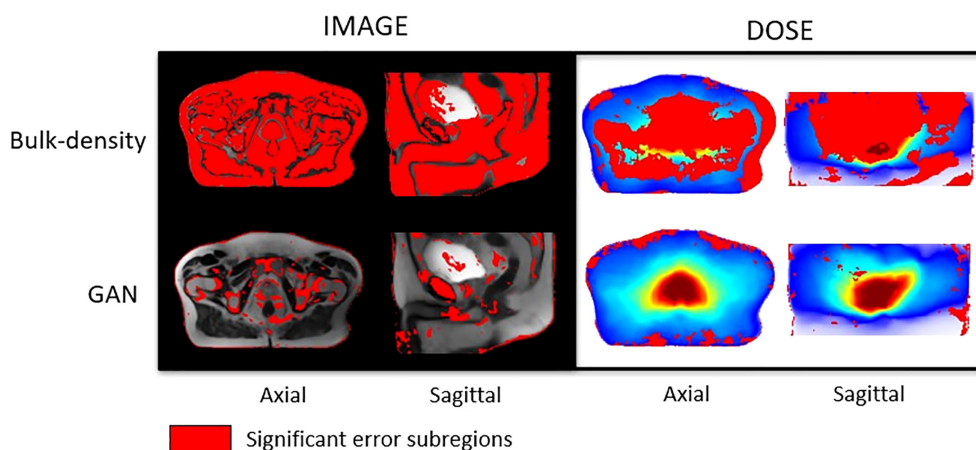 IMAGE
DOSE
Bulk-density
GAN
Axial
Sagittal
Axial
Sagittal
Significant error subregions